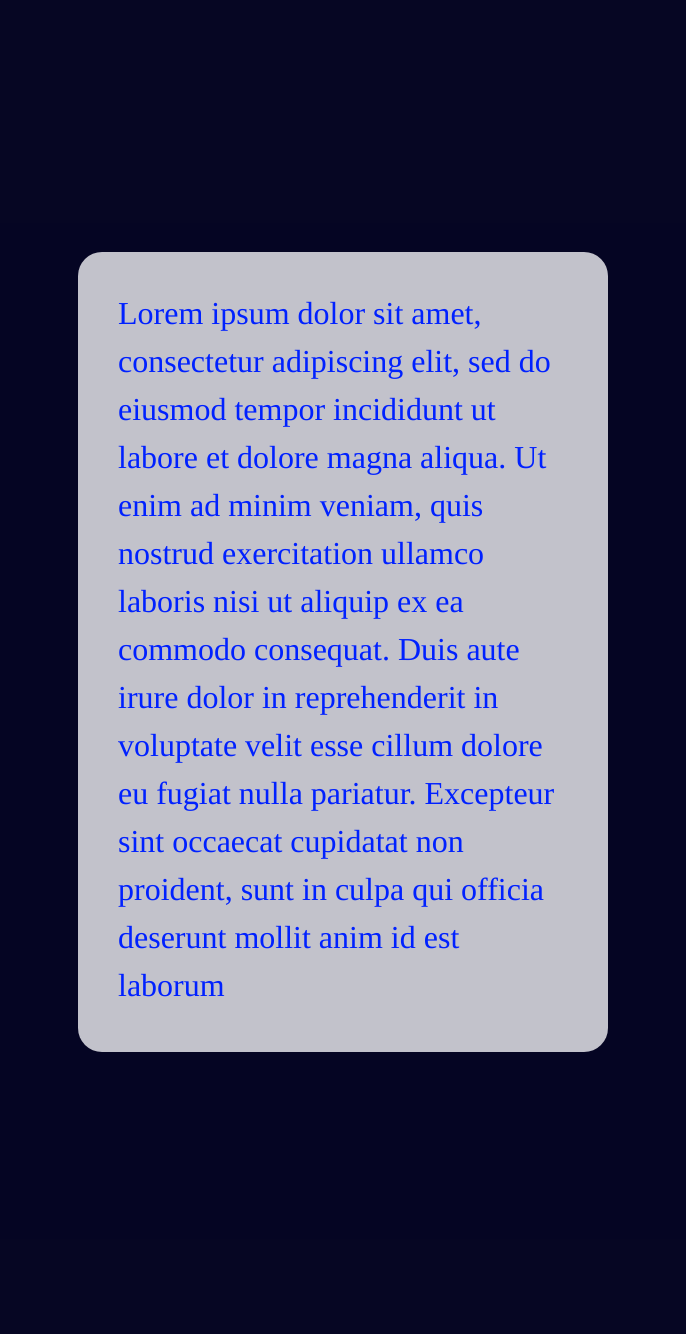 Lorem ipsum dolor sit amet,
consectetur adipiscing elit, sed do
eiusmod tempor incididunt ut
labore et dolore magna aliqua. Ut
enim ad minim veniam, quis
nostrud exercitation ullamco
laboris nisi ut aliquip ex ea
commodo consequat. Duis aute
irure dolor in reprehenderit in
voluptate velit esse cillum dolore
eu fugiat nulla pariatur. Excepteur
sint occaecat cupidatat non
proident, sunt in culpa qui officia
deserunt mollit anim id est
laborum